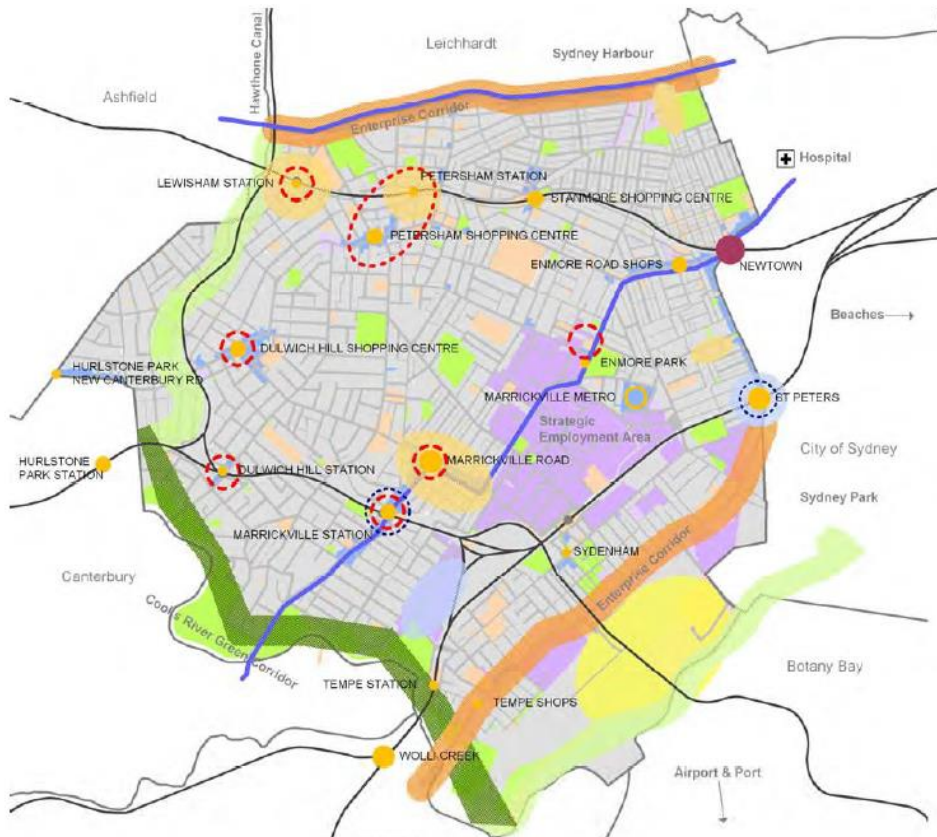 Leichhardt
Sydney Harbour
Hawthone Canal
Ashfield
Enterprise Corridor
Hospital
PETERSHAM STATION
LEWISHAM STATION
STANMORE SHOPPING CENTRE
PETERSHAM SHOPPING CENTRE
ENMORE ROAD SHOPS
NEWTOWN
Beaches
DULWICH HILL SHOPPING CENTRE
ENMORE PARK
HURLSTONE PARK
NEW CANTERBURY RD
MARRICKVILLE METRO
ST PETERS
Strategic
Employment Area
City of Sydney
HURLSTONE
PARK STATION
DULWICH HILL STATION
MARRICKVILLE ROAD
Sydney Park
MARRICKVILLE STATION
SYDENHAM
Canterbury
Enterprise Corridor
Cooks River Green Corridor
Botany Bay
TEMPE STATION
TEMPE SHOPS
WOLLI CREEK
Airport & Port